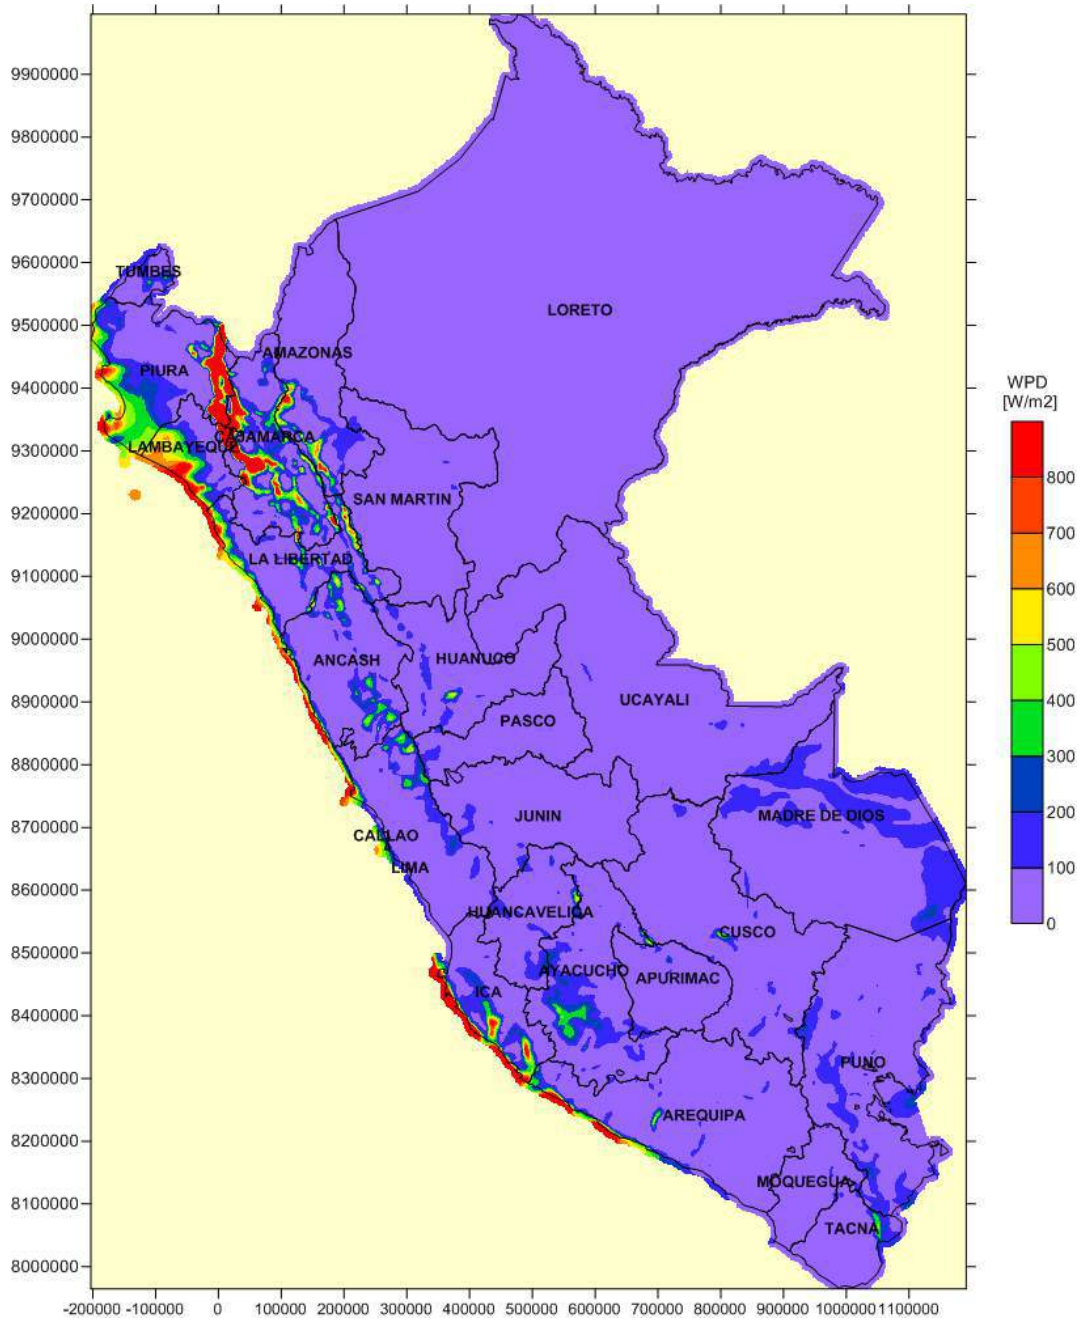 9900000
9800000
9700000
9600000
9500000
9400000
9300000
9200000
9100000
9000000
8900000
8800000
8700000
8600000
8500000
8400000
8300000
8200000
8100000
8000000
TUMBES
LORETO
AMAZONAS
PIURA
CAJAMARCA
LAMBAYEQUE
SAN MARTIN
LA LIBERTAD
ANCASH
HUANUCO
UCAYALI
PASCO
JUNIN
MADRE DE DIOS
CALLAO
LIMA
HUANCAVELICA
CUSCO
AYACUCHO
APURIMAC
ICA
PUNO
AREQUIPA
MOQUEGUA
TACNA
WPD
[W/m2]
800
700
600
500
400
300
200
100
0
-200000 -100000 0 100000 200000 300000 400000 500000 600000 700000 800000 900000 1000000 1100000